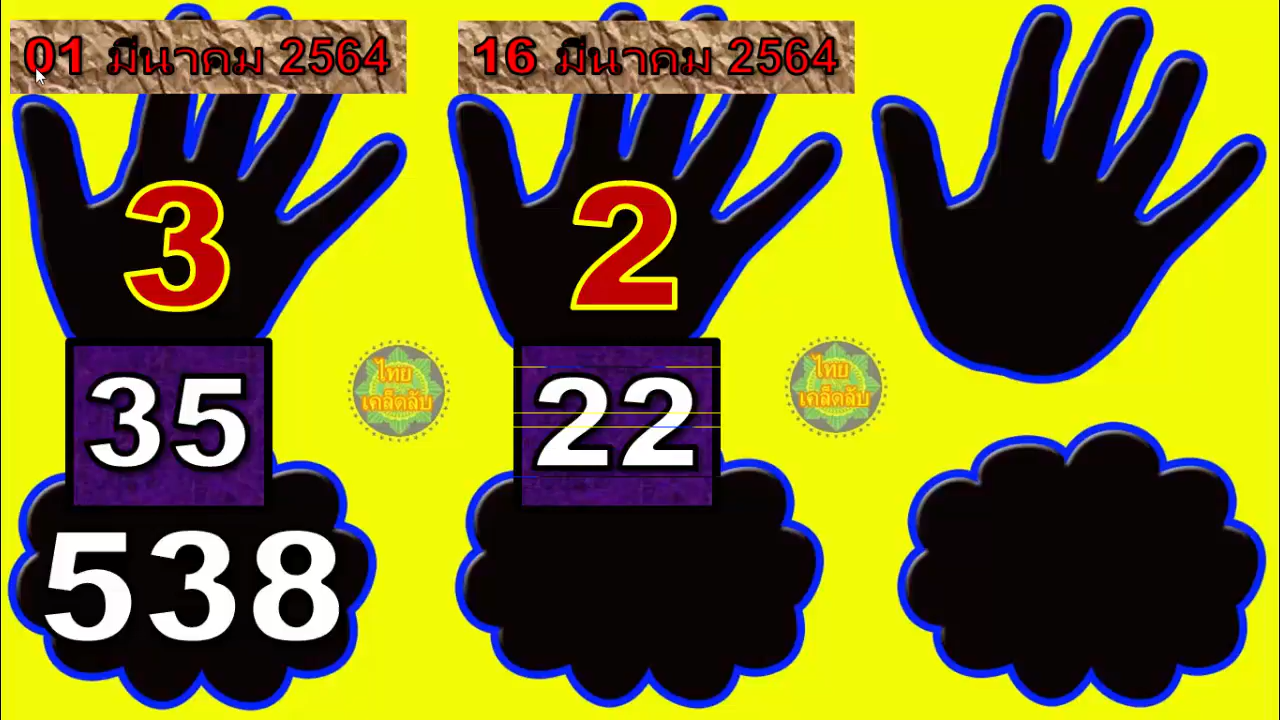 01 มีนาคม 2564
3
35
538
16 มีนาคม 2564
2
22
ไทย
เคล็ดลับ
ไทย
เคล็ดลับ